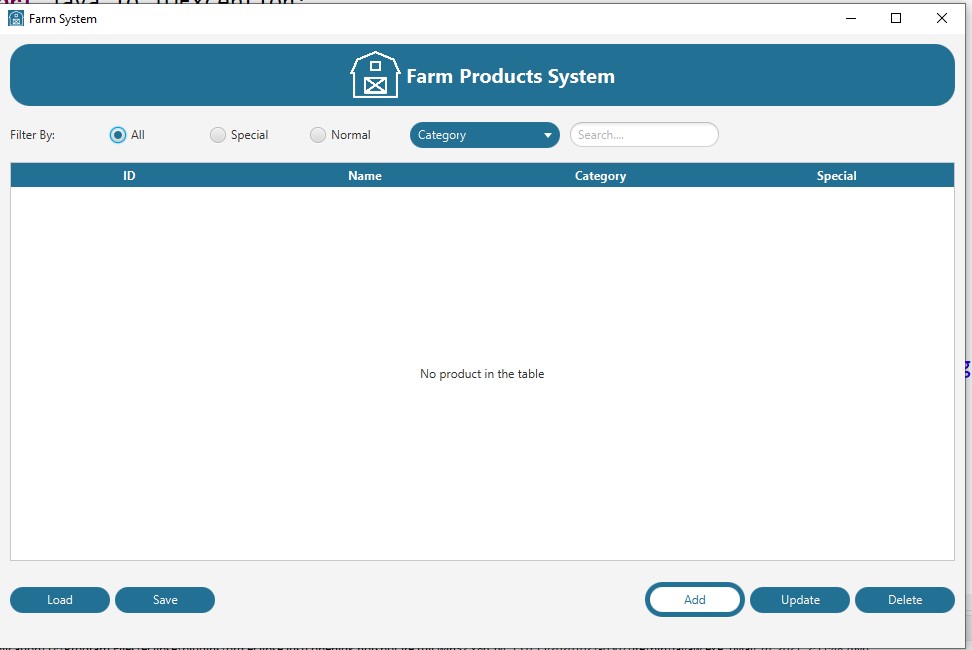 Farm System
Farm Products System
Filter By: All Special Normal Category Search....
ID Name Category Special
No product in the table
Load Save Add Update Delete